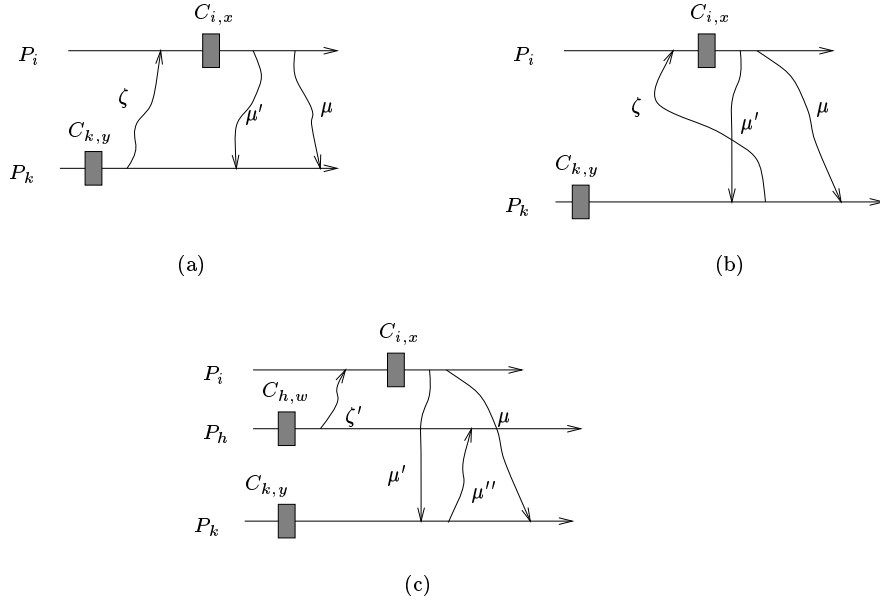 C_{i,x}
P_i
ζ
μ'
μ
C_{k,y}
P_k
(a)
C_{i,x}
P_i
ζ
μ'
μ
C_{k,y}
P_k
(b)
C_{i,x}
P_i
C_{h,w}
ζ'
μ
P_h
μ'
μ''
C_{k,y}
P_k
(c)